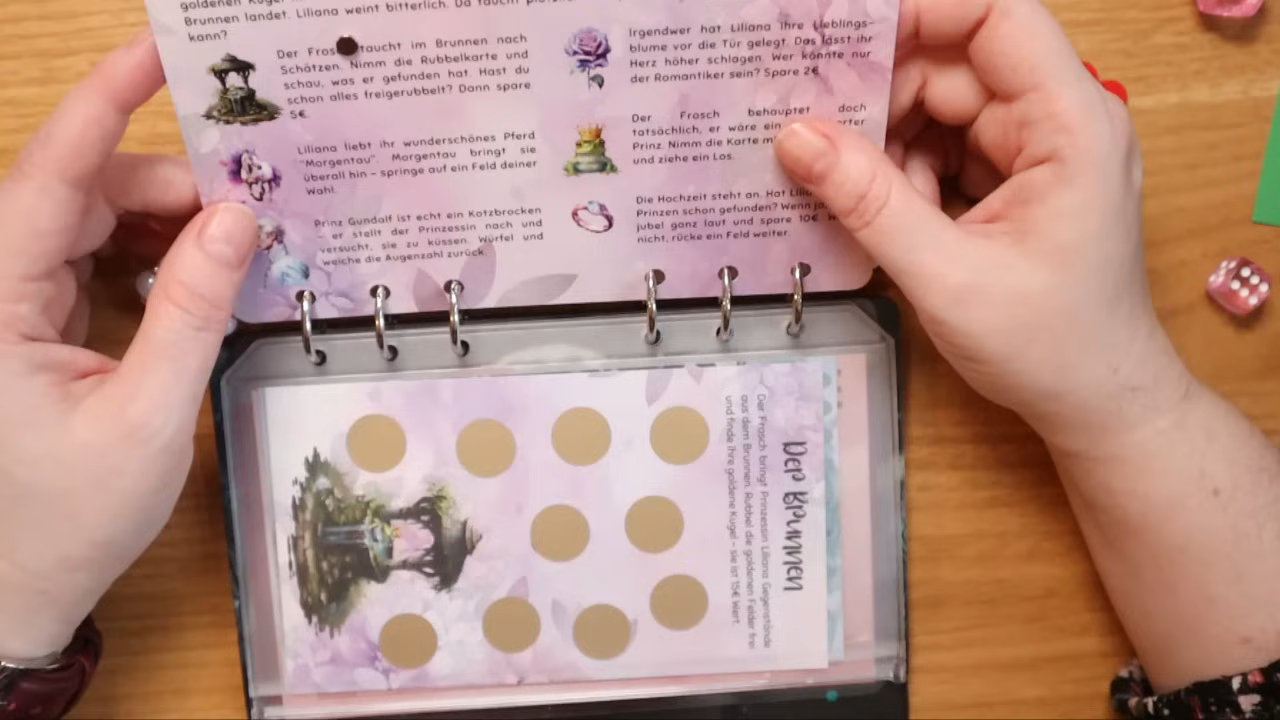 goldenen Kugel
Brunnen landet. Liliana weint bitterlich. Da taucht
kann?
Der taucht im Brunnen nach
Schätzen. Nimm die Rubbelkarte und
schau, was er gefunden hat. Hast du
schon alles freigerubbelt? Dann spare
5€.
Liliana liebt ihr wunderschönes Pferd
"Morgentau". Morgentau bringt sie
überall hin - springe auf ein Feld deiner
Wahl.
Prinz Gundalf ist echt ein Kotzbrocken
- er stellt der Prinzessin nach und
versucht, sie zu küssen. Würfel und
weiche die Augenzahl zurück.
Irgendwer hat Liliana ihre Lieblings-
blume vor die Tür gelegt. Das lässt ihr
Herz höher schlagen. Wer könnte nur
der Romantiker sein? Spare 2€
Der Frosch behauptet doch
tatsächlich, er wäre ein
Prinz. Nimm die Karte
und ziehe ein Los.
Die Hochzeit steht an. Hat
Prinzen schon gefunden? Wenn
jubel ganz laut und spare 10€.
nicht, rücke ein Feld weiter.
Der Brunnen
Der Frosch bringt Prinzessin Liliana Gegenstände
aus dem Brunnen. Rubbel die goldenen Felder frei
und finde ihre goldene Kugel - sie ist 15€ Wert.